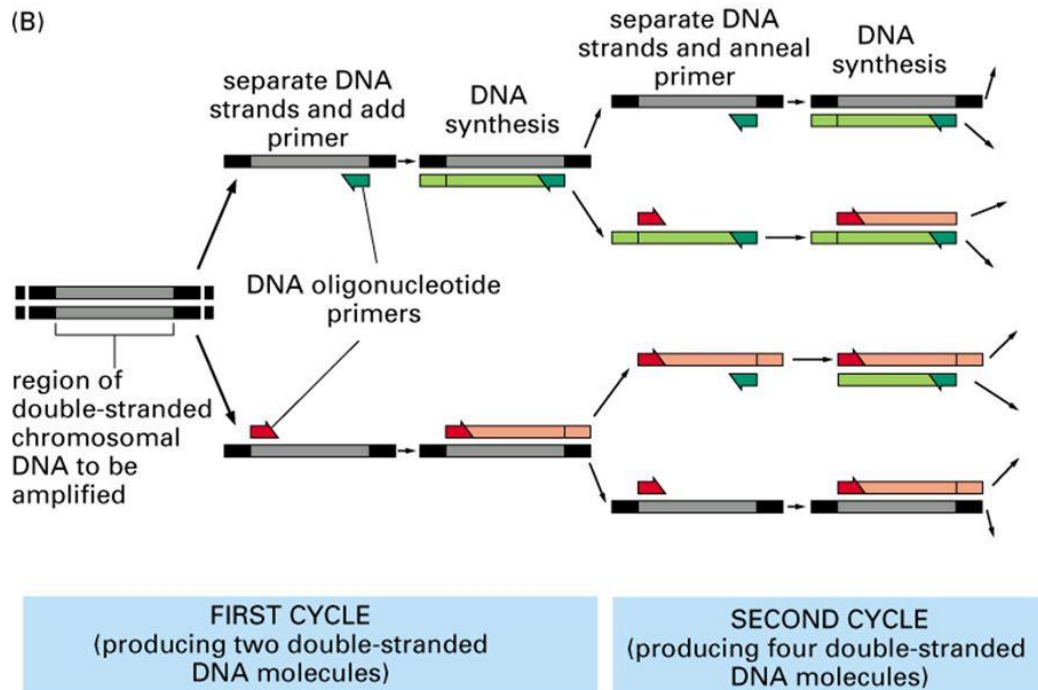 (B)
separate DNA
strands and add
primer
DNA
synthesis
separate DNA
strands and anneal
primer
DNA
synthesis
DNA oligonucleotide
primers
region of
double-stranded
chromosomal
DNA to be
amplified
FIRST CYCLE
(producing two double-stranded
DNA molecules)
SECOND CYCLE
(producing four double-stranded
DNA molecules)